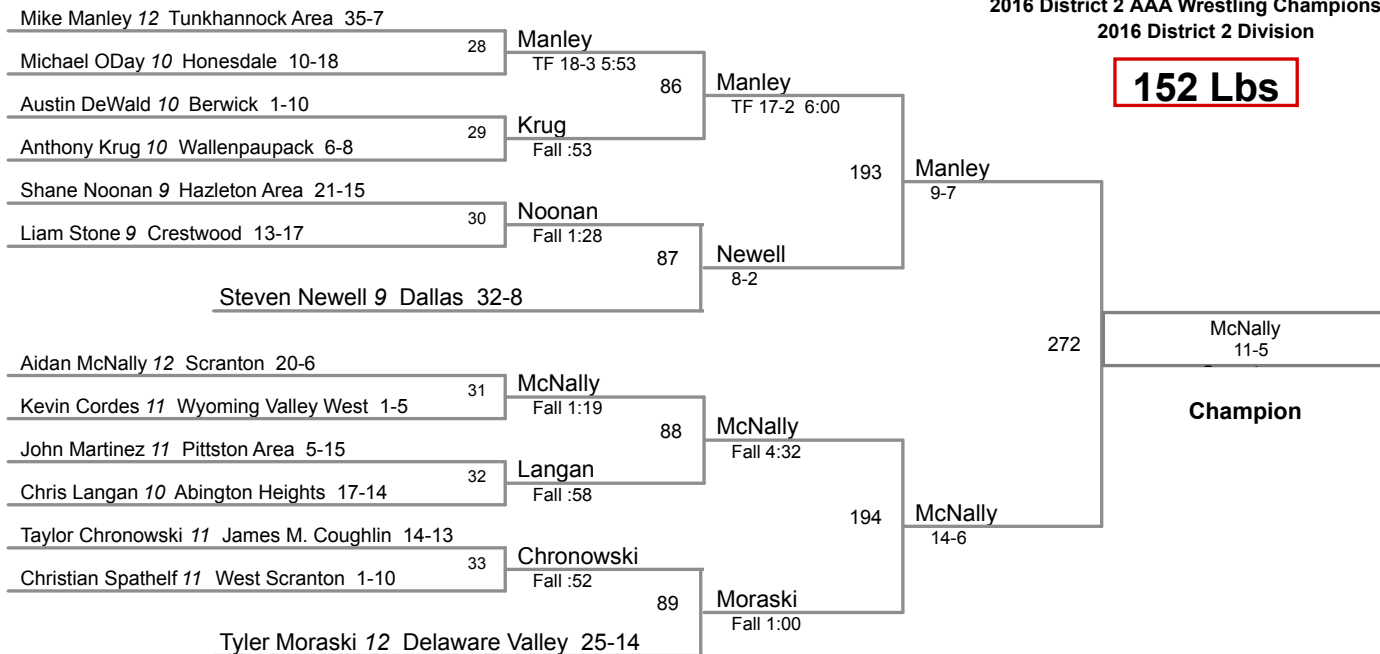 2016 District 2 AAA Wrestling Champions
2016 District 2 Division
152 Lbs
Mike Manley 12 Tunkhannock Area 35-7
28
Manley
TF 18-3 5:53
Michael ODay 10 Honesdale 10-18
86
Manley
TF 17-2 6:00
Austin DeWald 10 Berwick 1-10
29
Krug
Fall :53
Anthony Krug 10 Wallenpaupack 6-8
193
Manley
9-7
Shane Noonan 9 Hazleton Area 21-15
30
Noonan
Fall 1:28
Liam Stone 9 Crestwood 13-17
87
Newell
8-2
Steven Newell 9 Dallas 32-8
272
McNally
11-5
Champion
Aidan McNally 12 Scranton 20-6
31
McNally
Fall 1:19
Kevin Cordes 11 Wyoming Valley West 1-5
88
McNally
Fall 4:32
John Martinez 11 Pittston Area 5-15
32
Langan
Fall :58
Chris Langan 10 Abington Heights 17-14
194
McNally
14-6
Taylor Chronowski 11 James M. Coughlin 14-13
33
Chronowski
Fall :52
Christian Spathelf 11 West Scranton 1-10
89
Moraski
Fall 1:00
Tyler Moraski 12 Delaware Valley 25-14